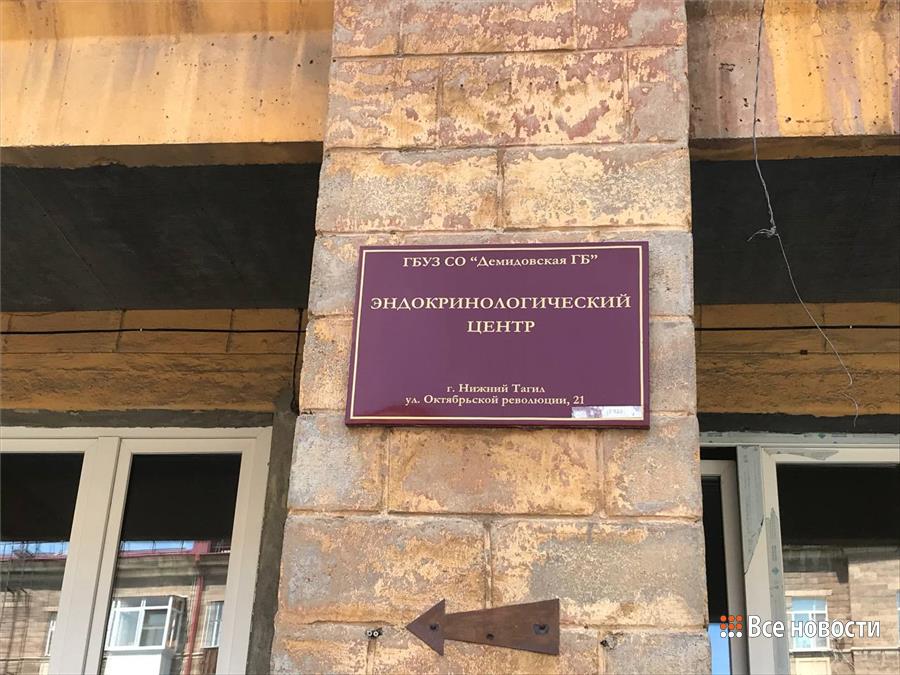 ГБУЗ СО "Демидовская ГБ"
ЭНДОКРИНОЛОГИЧЕСКИЙ
ЦЕНТР
г. Нижний Тагил
ул. Октябрьской революции, 21
Все новости